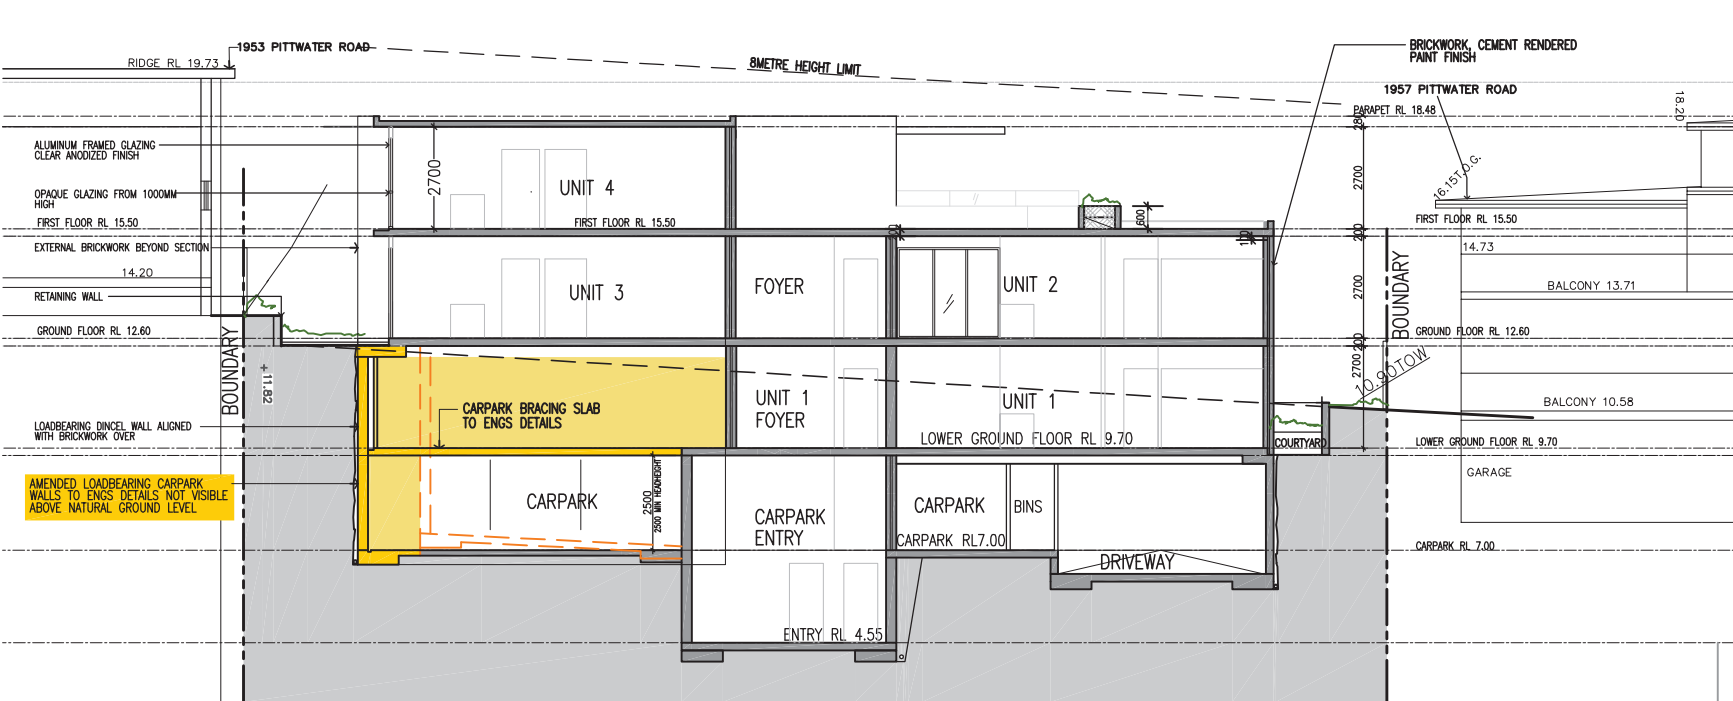 1953 PITTWATER ROAD
RIDGE RL 19.73
8METRE HEIGHT LIMIT
BRICKWORK, CEMENT RENDERED
PAINT FINISH
1957 PITTWATER ROAD
PARAPET RL 18.48
18.20
280
ALUMINUM FRAMED GLAZING
CLEAR ANODIZED FINISH
2700
UNIT 4
2700
16.15T.O.G.
OPAQUE GLAZING FROM 1000MM
HIGH
FIRST FLOOR RL 15.50
FIRST FLOOR RL 15.50
600
FIRST FLOOR RL 15.50
200
EXTERNAL BRICKWORK BEYOND SECTION
14.73
14.20
UNIT 3
FOYER
UNIT 2
2700
BOUNDARY
BALCONY 13.71
RETAINING WALL
GROUND FLOOR RL 12.60
GROUND FLOOR RL 12.60
200
BOUNDARY
+11.82
2700
10.90TOW
CARPARK BRACING SLAB
TO ENGS DETAILS
UNIT 1
FOYER
UNIT 1
BALCONY 10.58
LOADBEARING DINCEL WALL ALIGNED
WITH BRICKWORK OVER
LOWER GROUND FLOOR RL 9.70
COURTYARD
LOWER GROUND FLOOR RL 9.70
GARAGE
AMENDED LOADBEARING CARPARK
WALLS TO ENGS DETAILS NOT VISIBLE
ABOVE NATURAL GROUND LEVEL
CARPARK
2500
2500 MIN HEADHEIGHT
CARPARK
ENTRY
CARPARK
BINS
CARPARK RL7.00
CARPARK RL 7.00
DRIVEWAY
ENTRY RL 4.55